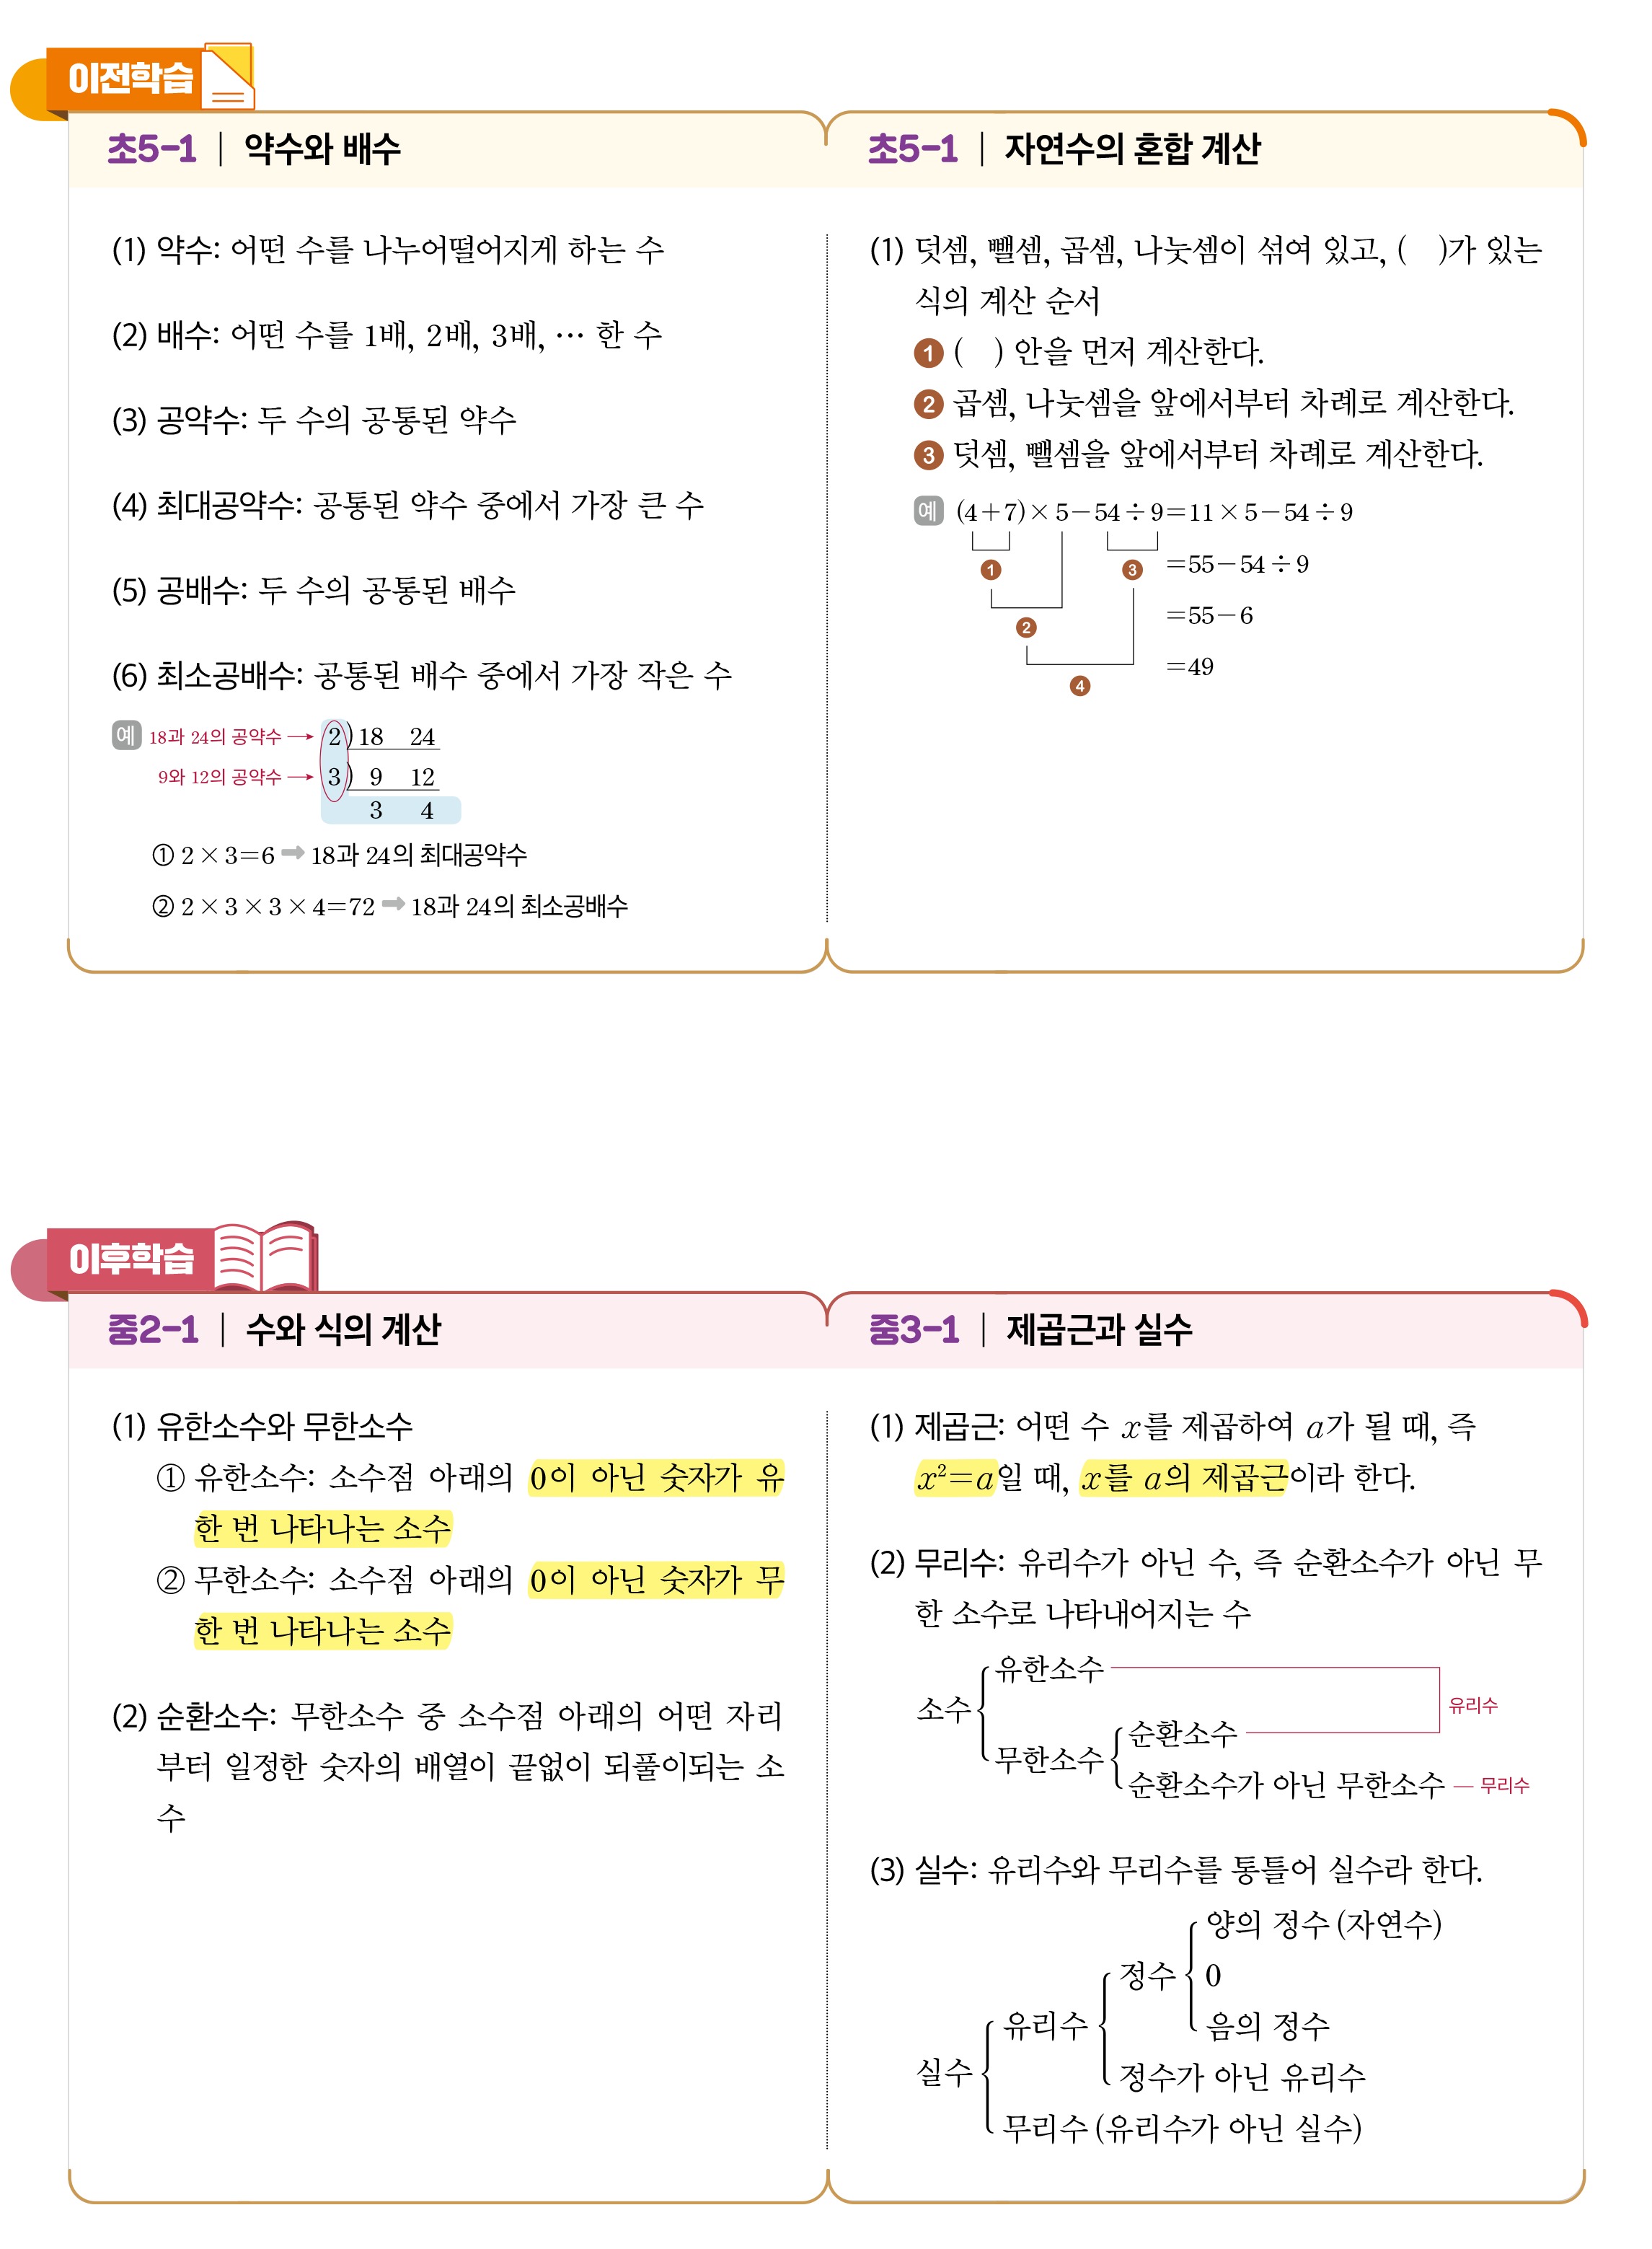 이전학습
초5-1 | 약수와 배수
(1) 약수: 어떤 수를 나누어떨어지게 하는 수
(2) 배수: 어떤 수를 1배, 2배, 3배, … 한 수
(3) 공약수: 두 수의 공통된 약수
(4) 최대공약수: 공통된 약수 중에서 가장 큰 수
(5) 공배수: 두 수의 공통된 배수
(6) 최소공배수: 공통된 배수 중에서 가장 작은 수
예 18과 24의 공약수 → 2) 18 24
9와 12의 공약수 → 3) 9 12
3 4
① 2×3=6 ➡ 18과 24의 최대공약수
② 2×3×3×4=72 ➡ 18과 24의 최소공배수
초5-1 | 자연수의 혼합 계산
(1) 덧셈, 뺄셈, 곱셈, 나눗셈이 섞여 있고, ( )가 있는
식의 계산 순서
❶ ( ) 안을 먼저 계산한다.
❷ 곱셈, 나눗셈을 앞에서부터 차례로 계산한다.
❸ 덧셈, 뺄셈을 앞에서부터 차례로 계산한다.
예 (4+7)×5-54÷9=11×5-54÷9
❶ ❸ =55-54÷9
❷ =55-6
=49
❹
이후학습
중2-1 | 수와 식의 계산
(1) 유한소수와 무한소수
① 유한소수: 소수점 아래의 0이 아닌 숫자가 유
한 번 나타나는 소수
② 무한소수: 소수점 아래의 0이 아닌 숫자가 무
한 번 나타나는 소수
(2) 순환소수: 무한소수 중 소수점 아래의 어떤 자리
부터 일정한 숫자의 배열이 끝없이 되풀이되는 소
수
중3-1 | 제곱근과 실수
(1) 제곱근: 어떤 수 x를 제곱하여 a가 될 때, 즉
x²=a일 때, x를 a의 제곱근이라 한다.
(2) 무리수: 유리수가 아닌 수, 즉 순환소수가 아닌 무
한 소수로 나타내어지는 수
유한소수
소수 유리수
순환소수
무한소수
순환소수가 아닌 무한소수 — 무리수
(3) 실수: 유리수와 무리수를 통틀어 실수라 한다.
양의 정수(자연수)
정수 0
유리수 음의 정수
실수 정수가 아닌 유리수
무리수(유리수가 아닌 실수)